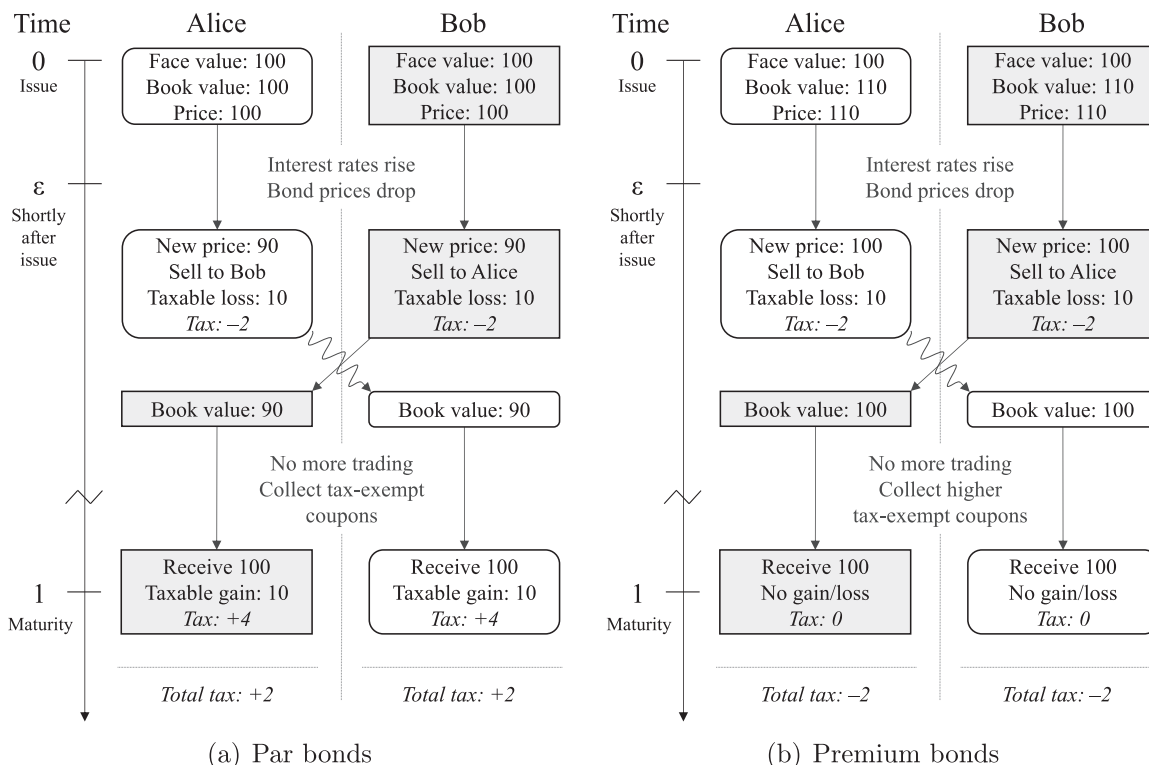 Time
Alice
Bob
0
Issue
Face value: 100
Book value: 100
Price: 100
Face value: 100
Book value: 100
Price: 100
Interest rates rise
Bond prices drop
ε
Shortly
after
issue
New price: 90
Sell to Bob
Taxable loss: 10
Tax: –2
New price: 90
Sell to Alice
Taxable loss: 10
Tax: –2
Book value: 90
Book value: 90
No more trading
Collect tax-exempt
coupons
1
Maturity
Receive 100
Taxable gain: 10
Tax: +4
Receive 100
Taxable gain: 10
Tax: +4
Total tax: +2
Total tax: +2
(a) Par bonds
Time
Alice
Bob
0
Issue
Face value: 100
Book value: 110
Price: 110
Face value: 100
Book value: 110
Price: 110
Interest rates rise
Bond prices drop
ε
Shortly
after
issue
New price: 100
Sell to Bob
Taxable loss: 10
Tax: –2
New price: 100
Sell to Alice
Taxable loss: 10
Tax: –2
Book value: 100
Book value: 100
No more trading
Collect higher
tax-exempt coupons
1
Maturity
Receive 100
No gain/loss
Tax: 0
Receive 100
No gain/loss
Tax: 0
Total tax: –2
Total tax: –2
(b) Premium bonds